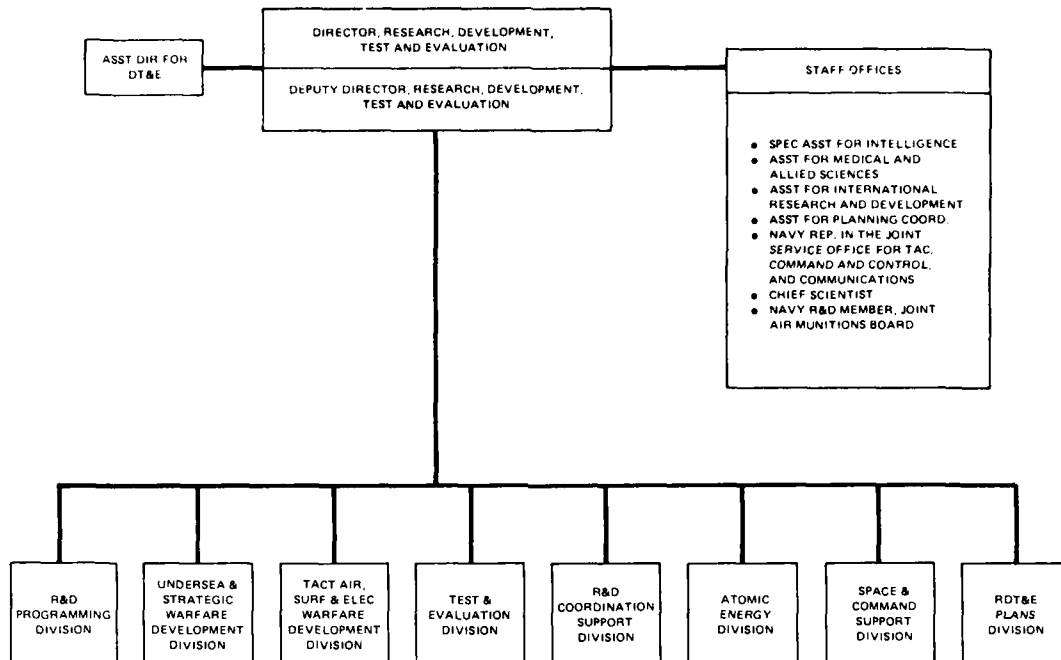 DIRECTOR, RESEARCH, DEVELOPMENT,
TEST AND EVALUATION
DEPUTY DIRECTOR, RESEARCH, DEVELOPMENT,
TEST AND EVALUATION
ASST DIR FOR
DT&E
STAFF OFFICES
• SPEC ASST FOR INTELLIGENCE
• ASST FOR MEDICAL AND
ALLIED SCIENCES
• ASST FOR INTERNATIONAL
RESEARCH AND DEVELOPMENT
• ASST FOR PLANNING COORD.
• NAVY REP. IN THE JOINT
SERVICE OFFICE FOR TAC,
COMMAND AND CONTROL,
AND COMMUNICATIONS
• CHIEF SCIENTIST
• NAVY R&D MEMBER, JOINT
AIR MUNITIONS BOARD
R&D
PROGRAMMING
DIVISION
UNDERSEA &
STRATEGIC
WARFARE
DEVELOPMENT
DIVISION
TACT AIR,
SURF & ELEC
WARFARE
DEVELOPMENT
DIVISION
TEST &
EVALUATION
DIVISION
R&D
COORDINATION
SUPPORT
DIVISION
ATOMIC
ENERGY
DIVISION
SPACE &
COMMAND
SUPPORT
DIVISION
RDT&E
PLANS
DIVISION